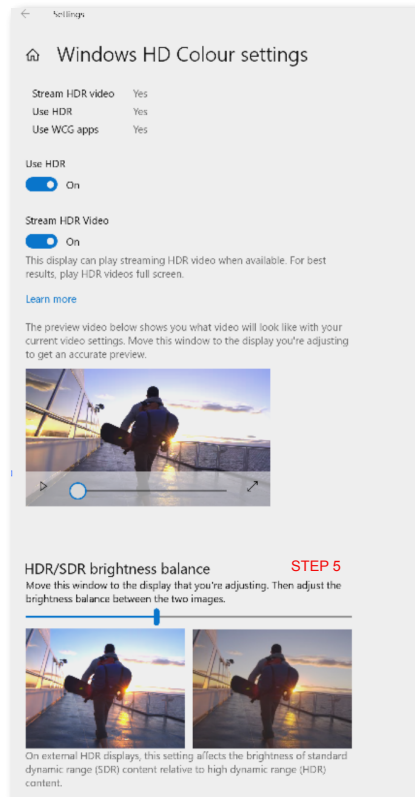 Settings
Windows HD Colour settings
Stream HDR video Yes
Use HDR Yes
Use WCG apps Yes
Use HDR
On
Stream HDR Video
On
This display can play streaming HDR video when available. For best
results, play HDR videos full screen.
Learn more
The preview video below shows you what video will look like with your
current video settings. Move this window to the display you're adjusting
to get an accurate preview.
HDR/SDR brightness balance STEP 5
Move this window to the display that you're adjusting. Then adjust the
brightness balance between the two images.
On external HDR displays, this setting affects the brightness of standard
dynamic range (SDR) content relative to high dynamic range (HDR)
content.